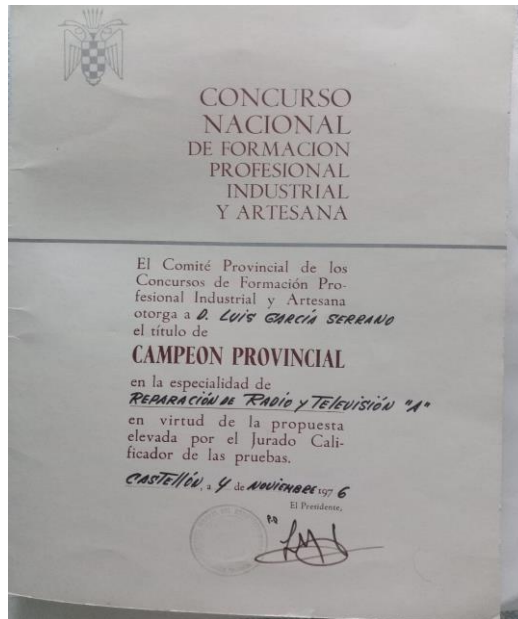 CONCURSO
NACIONAL
DE FORMACION
PROFESIONAL
INDUSTRIAL
Y ARTESANA
El Comité Provincial de los
Concursos de Formación Pro-
fesional Industrial y Artesana
otorga a D. LUIS GARCÍA SERRANO
el título de
CAMPEON PROVINCIAL
en la especialidad de
REPARACIÓN DE RADIO Y TELEVISIÓN "A"
en virtud de la propuesta
elevada por el Jurado Cali-
ficador de las pruebas.
CASTELLÓN, a 4 de NOVIEMBRE 197 6
El Presidente,